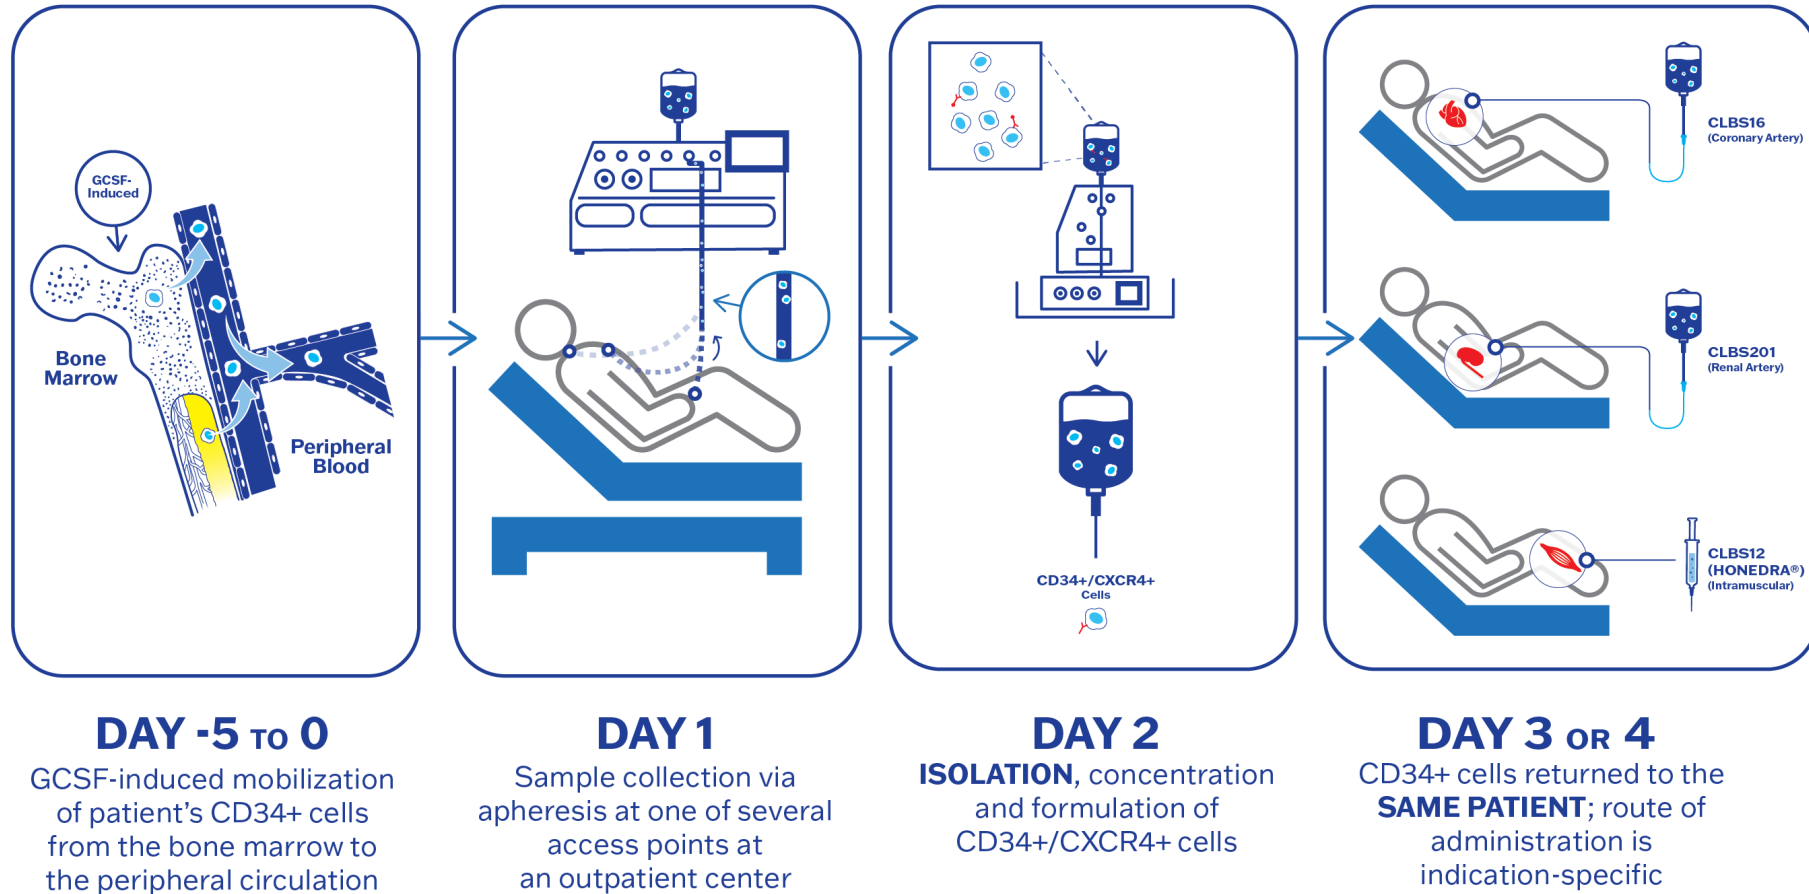 GCSF-
Induced
Bone
Marrow
Peripheral
Blood
DAY -5 TO 0
GCSF-induced mobilization
of patient’s CD34+ cells
from the bone marrow to
the peripheral circulation
DAY 1
Sample collection via
apheresis at one of several
access points at
an outpatient center
CD34+/CXCR4+
Cells
DAY 2
ISOLATION, concentration
and formulation of
CD34+/CXCR4+ cells
CLBS16
(Coronary Artery)
CLBS201
(Renal Artery)
CLBS12
(HONEDRA®)
(Intramuscular)
DAY 3 OR 4
CD34+ cells returned to the
SAME PATIENT; route of
administration is
indication-specific